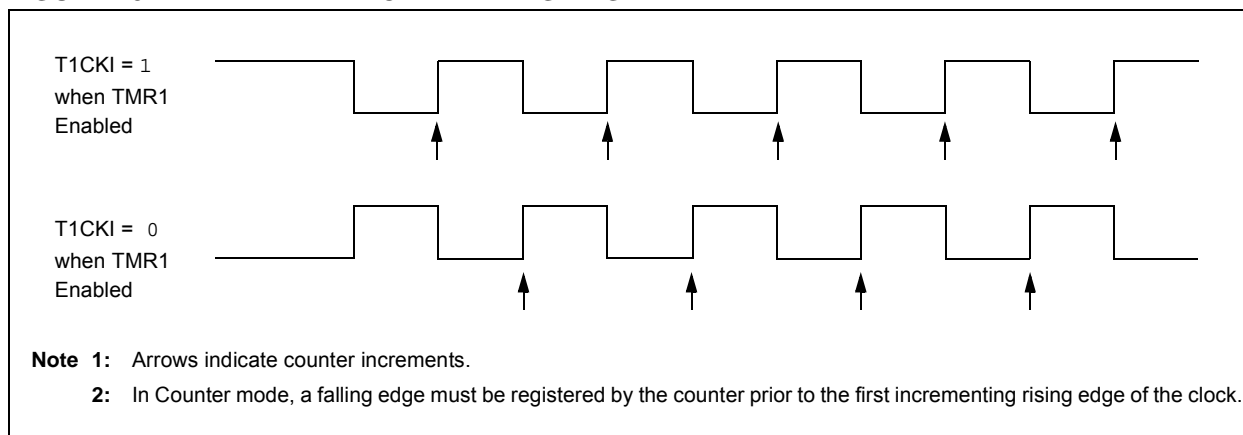 T1CKI = 1
when TMR1
Enabled
T1CKI = 0
when TMR1
Enabled
Note 1: Arrows indicate counter increments.
2: In Counter mode, a falling edge must be registered by the counter prior to the first incrementing rising edge of the clock.